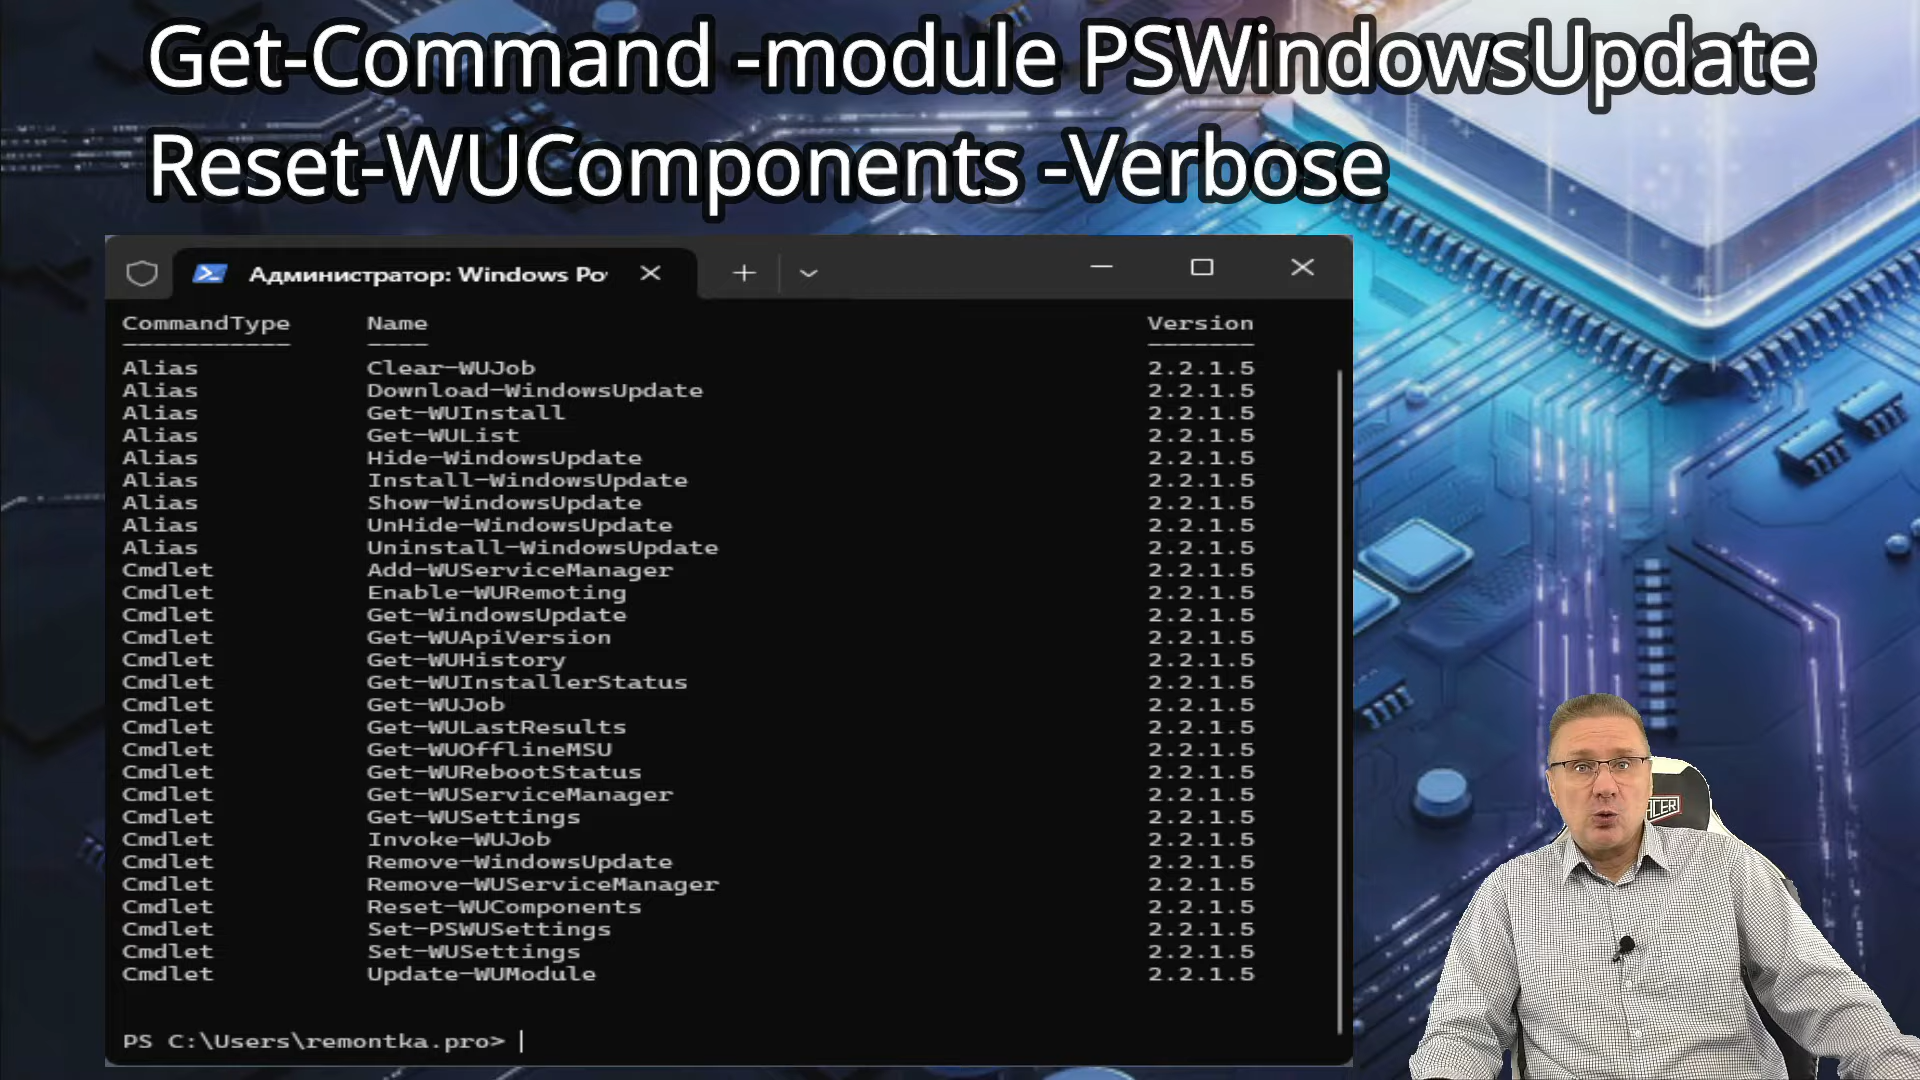 Get-Command -module PSWindowsUpdate
Reset-WUComponents -Verbose
Администратор: Windows Po
CommandType Name Version
----------- ---- -------
Alias Clear-WUJob 2.2.1.5
Alias Download-WindowsUpdate 2.2.1.5
Alias Get-WUInstall 2.2.1.5
Alias Get-WUList 2.2.1.5
Alias Hide-WindowsUpdate 2.2.1.5
Alias Install-WindowsUpdate 2.2.1.5
Alias Show-WindowsUpdate 2.2.1.5
Alias UnHide-WindowsUpdate 2.2.1.5
Alias Uninstall-WindowsUpdate 2.2.1.5
Cmdlet Add-WUServiceManager 2.2.1.5
Cmdlet Enable-WURemoting 2.2.1.5
Cmdlet Get-WindowsUpdate 2.2.1.5
Cmdlet Get-WUApiVersion 2.2.1.5
Cmdlet Get-WUHistory 2.2.1.5
Cmdlet Get-WUInstallerStatus 2.2.1.5
Cmdlet Get-WUJob 2.2.1.5
Cmdlet Get-WULastResults 2.2.1.5
Cmdlet Get-WUOfflineMSU 2.2.1.5
Cmdlet Get-WURebootStatus 2.2.1.5
Cmdlet Get-WUServiceManager 2.2.1.5
Cmdlet Get-WUSettings 2.2.1.5
Cmdlet Invoke-WUJob 2.2.1.5
Cmdlet Remove-WindowsUpdate 2.2.1.5
Cmdlet Remove-WUServiceManager 2.2.1.5
Cmdlet Reset-WUComponents 2.2.1.5
Cmdlet Set-PSWUSettings 2.2.1.5
Cmdlet Set-WUSettings 2.2.1.5
Cmdlet Update-WUModule 2.2.1.5
PS C:\Users\remontka.pro>